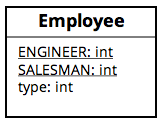 Employee
ENGINEER: int
SALESMAN: int
type: int